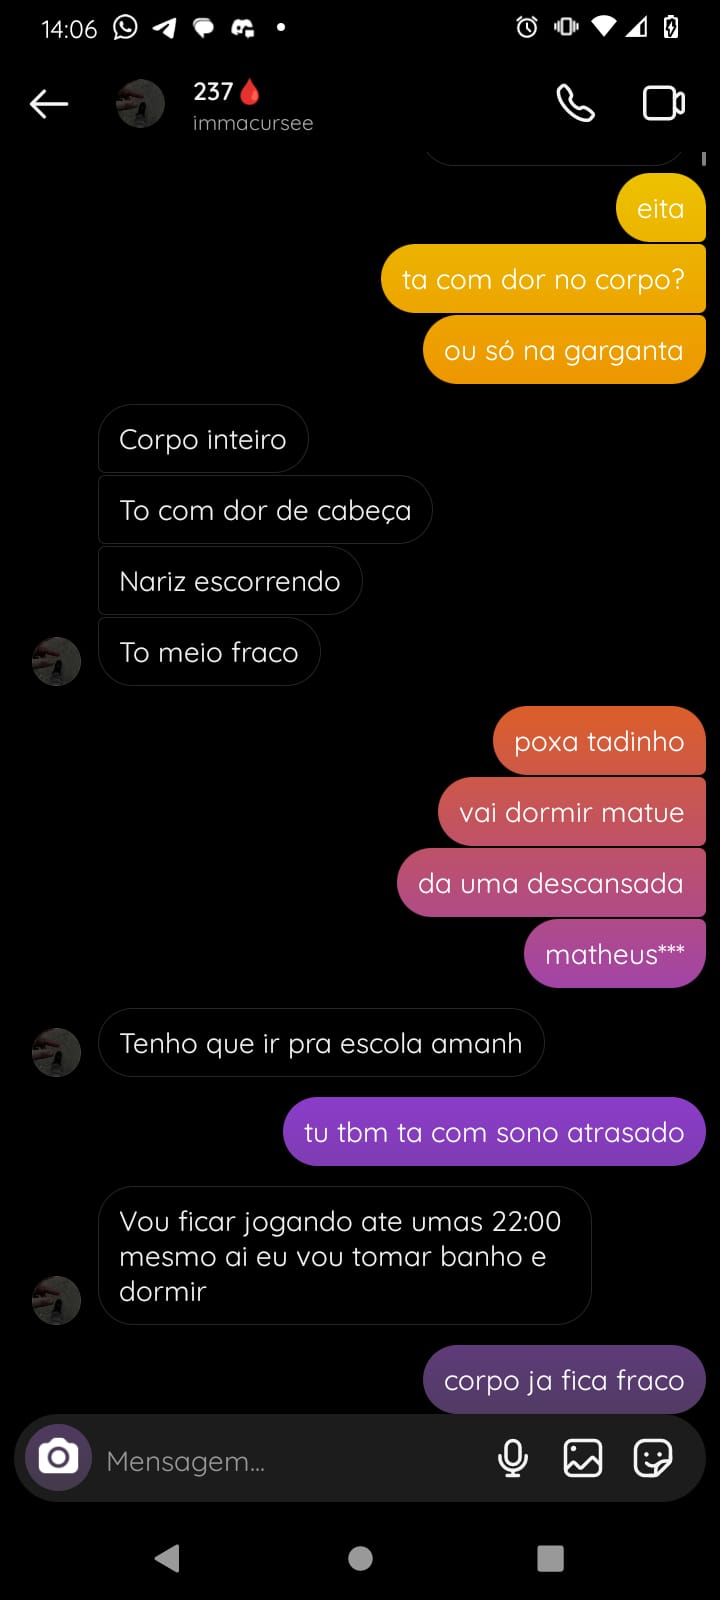 14:06
237🩸
immacursee
eita
ta com dor no corpo?
ou só na garganta
Corpo inteiro
To com dor de cabeça
Nariz escorrendo
To meio fraco
poxa tadinho
vai dormir matue
da uma descansada
matheus***
Tenho que ir pra escola amanh
tu tbm ta com sono atrasado
Vou ficar jogando ate umas 22:00
mesmo ai eu vou tomar banho e
dormir
corpo ja fica fraco
Mensagem...